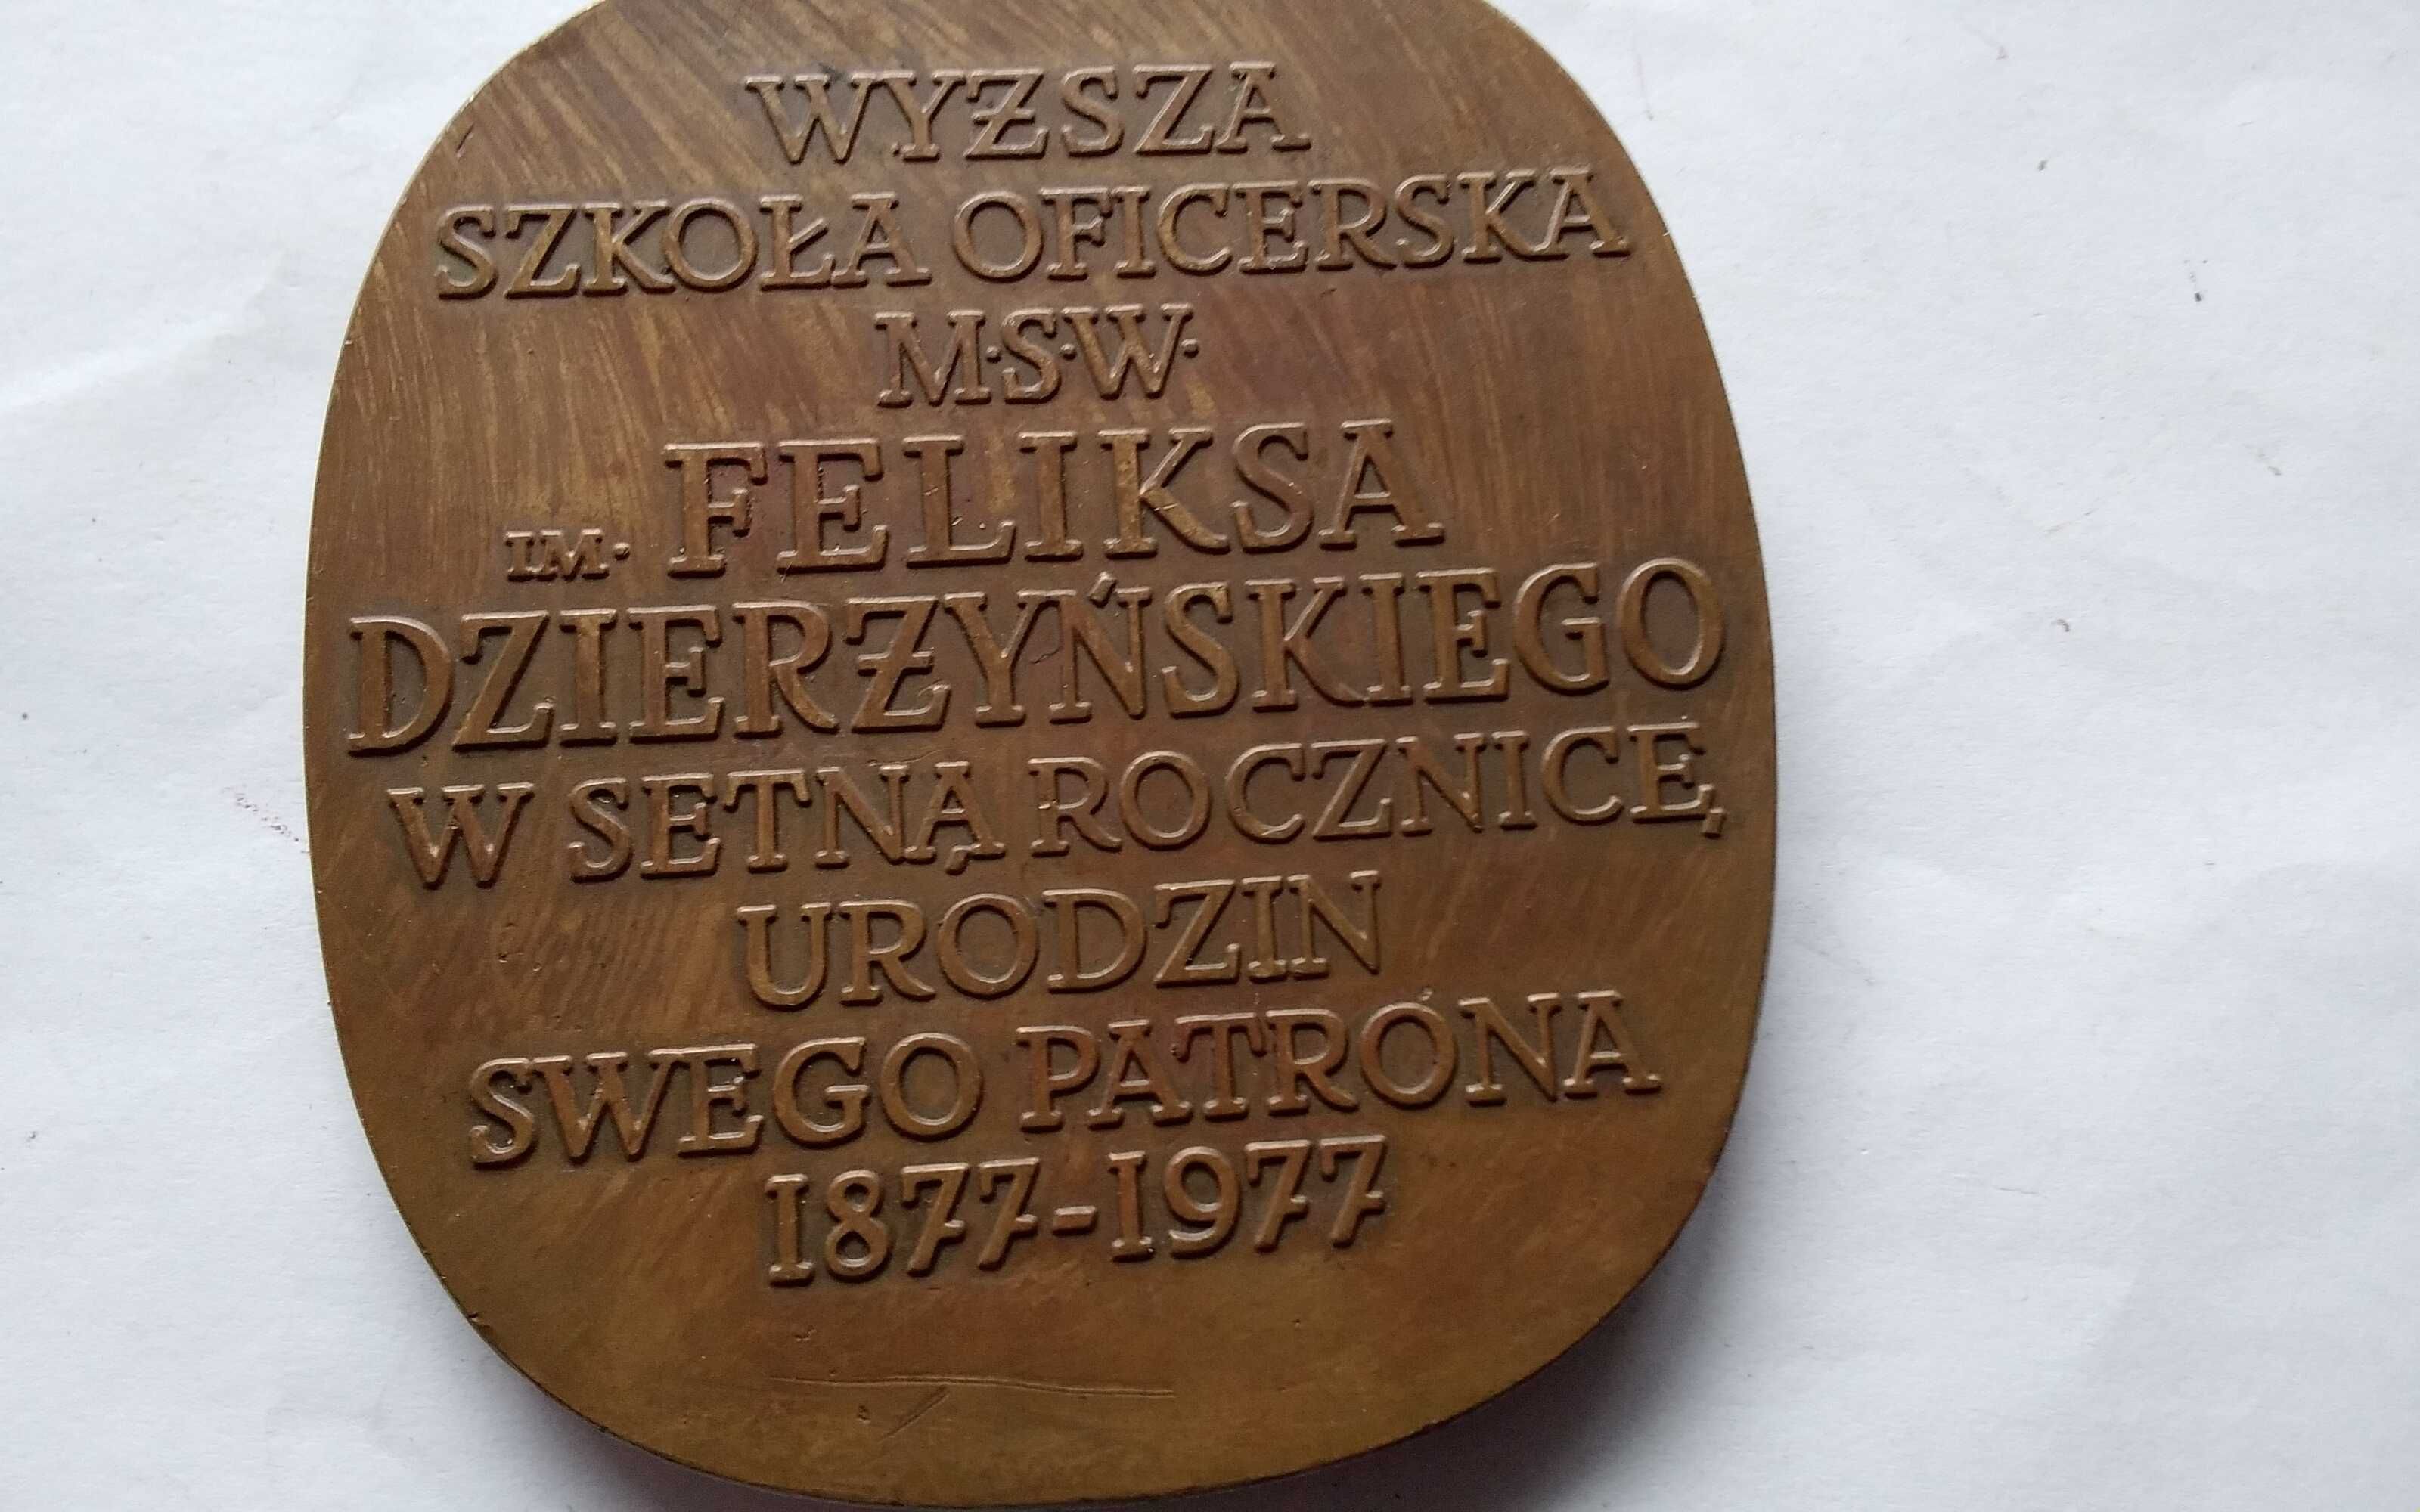 WYŻSZA
SZKOŁA OFICERSKA
M·S·W·
IM· FELIKSA
DZIERŻYŃSKIEGO
W SETNĄ ROCZNICĘ
URODZIN
SWEGO PATRONA
1877-1977